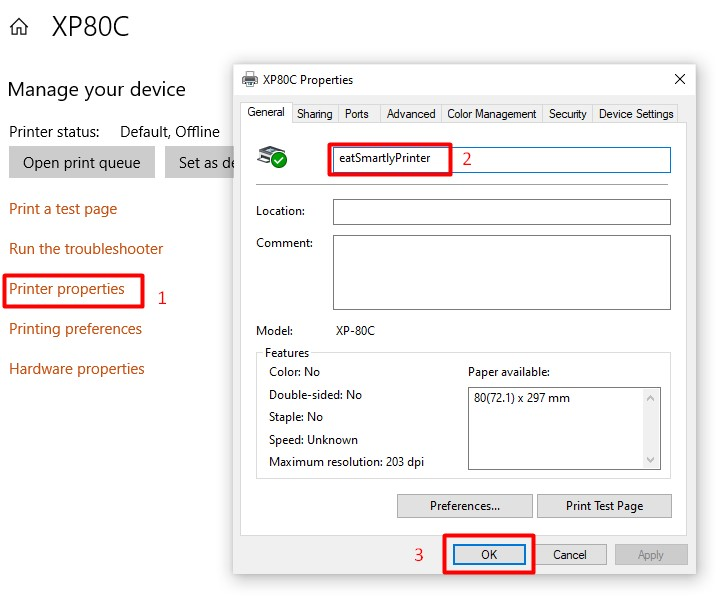 XP80C
Manage your device
Printer status: Default, Offline
Open print queue
Set as de
Print a test page
Run the troubleshooter
Printer properties
1
Printing preferences
Hardware properties
XP80C Properties
General Sharing Ports Advanced Color Management Security Device Settings
eatSmartlyPrinter
2
Location:
Comment:
Model: XP-80C
Features
Color: No
Double-sided: No
Staple: No
Speed: Unknown
Maximum resolution: 203 dpi
Paper available:
80(72.1) x 297 mm
Preferences... Print Test Page
3
OK Cancel Apply